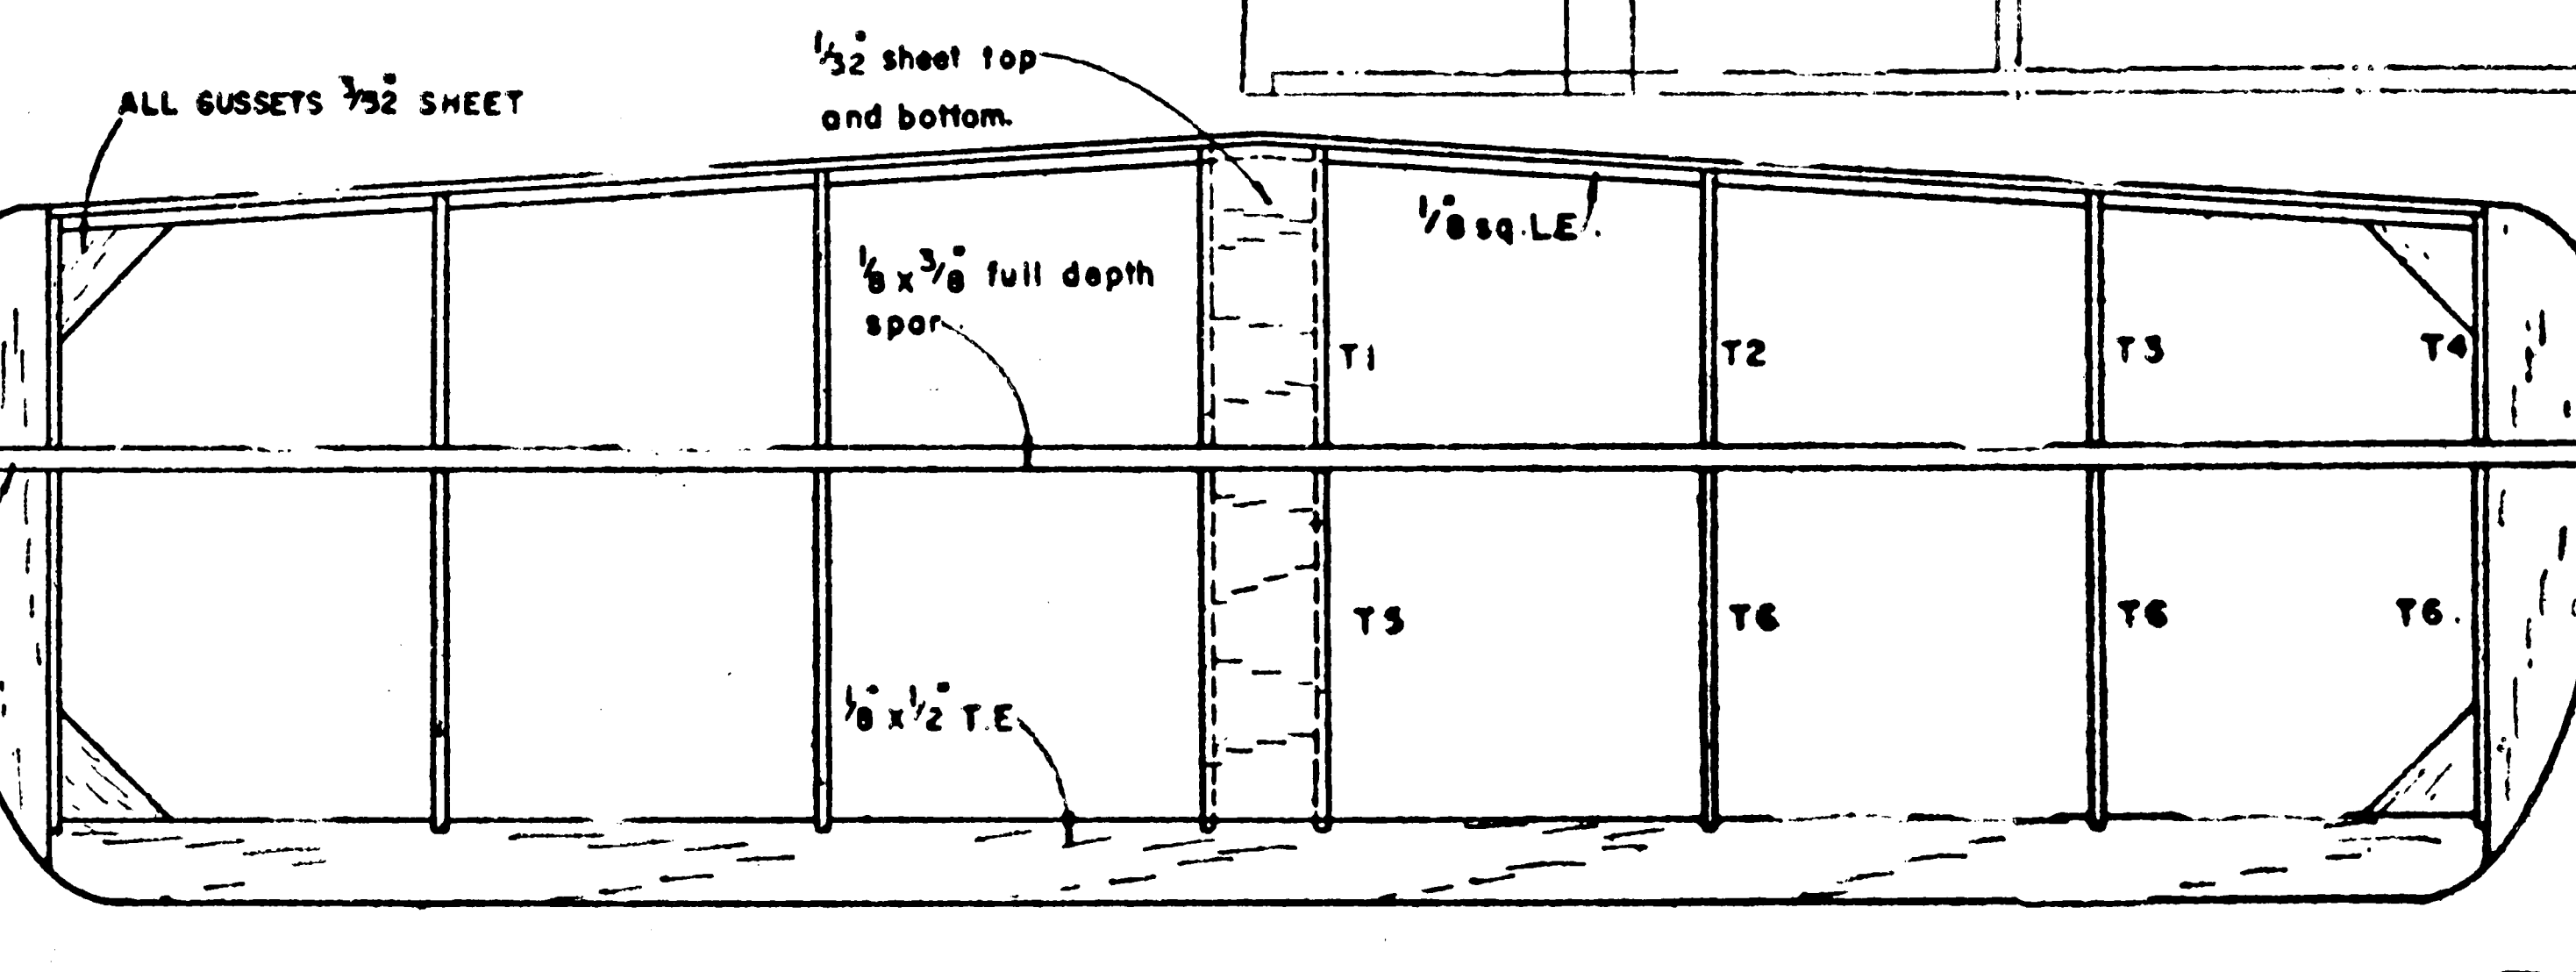 1/32" sheet top
and bottom.
ALL GUSSETS 3/32" SHEET
1/8" sq. L.E.
1/8 x 3/8" full depth
spar.
T1
T2
T3
T4
T5
T6
T6
T6.
1/8" x 1/2" T.E